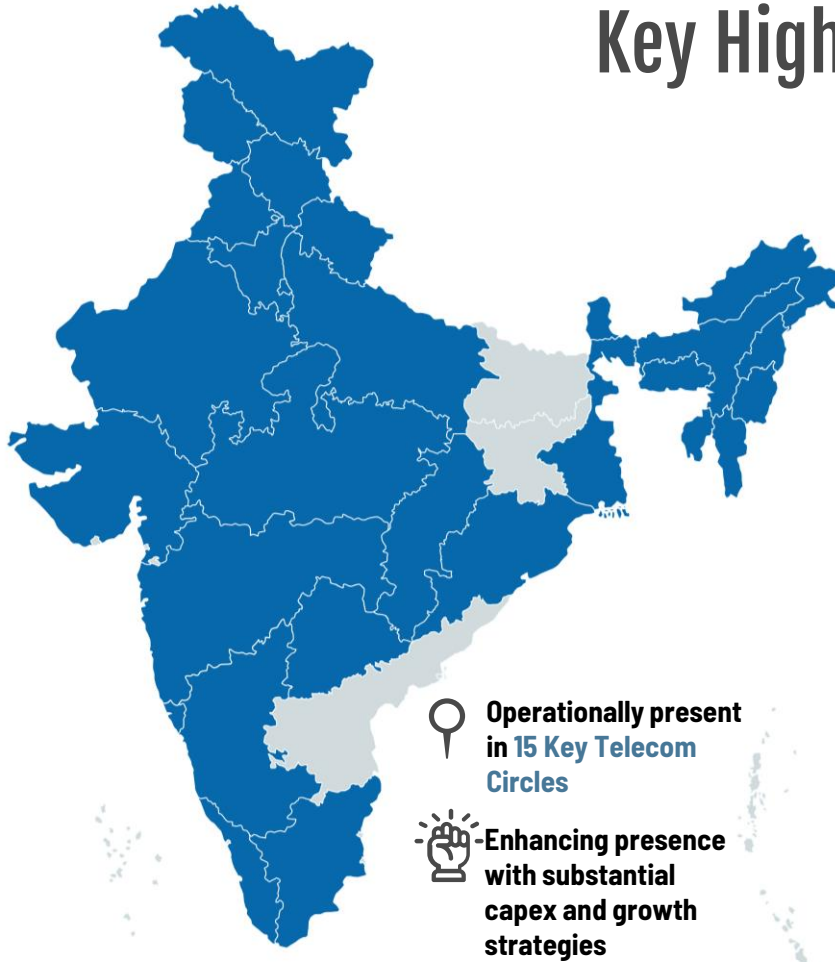 Key High
Operationally present
in 15 Key Telecom
Circles
Enhancing presence
with substantial
capex and growth
strategies